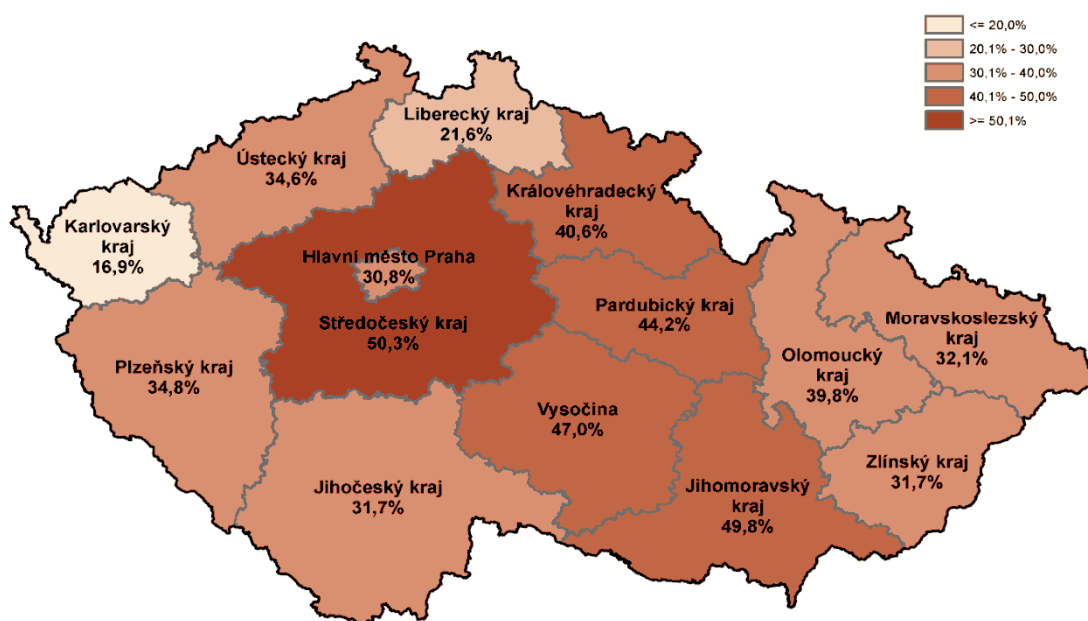 <= 20,0%
20,1% - 30,0%
30,1% - 40,0%
40,1% - 50,0%
>= 50,1%
Liberecký kraj
21,6%
Ústecký kraj
34,6%
Královéhradecký
kraj
40,6%
Karlovarský
kraj
16,9%
Hlavní město Praha
30,8%
Středočeský kraj
50,3%
Pardubický kraj
44,2%
Moravskoslezský
kraj
32,1%
Plzeňský kraj
34,8%
Olomoucký
kraj
39,8%
Vysočina
47,0%
Zlínský kraj
31,7%
Jihočeský kraj
31,7%
Jihomoravský
kraj
49,8%